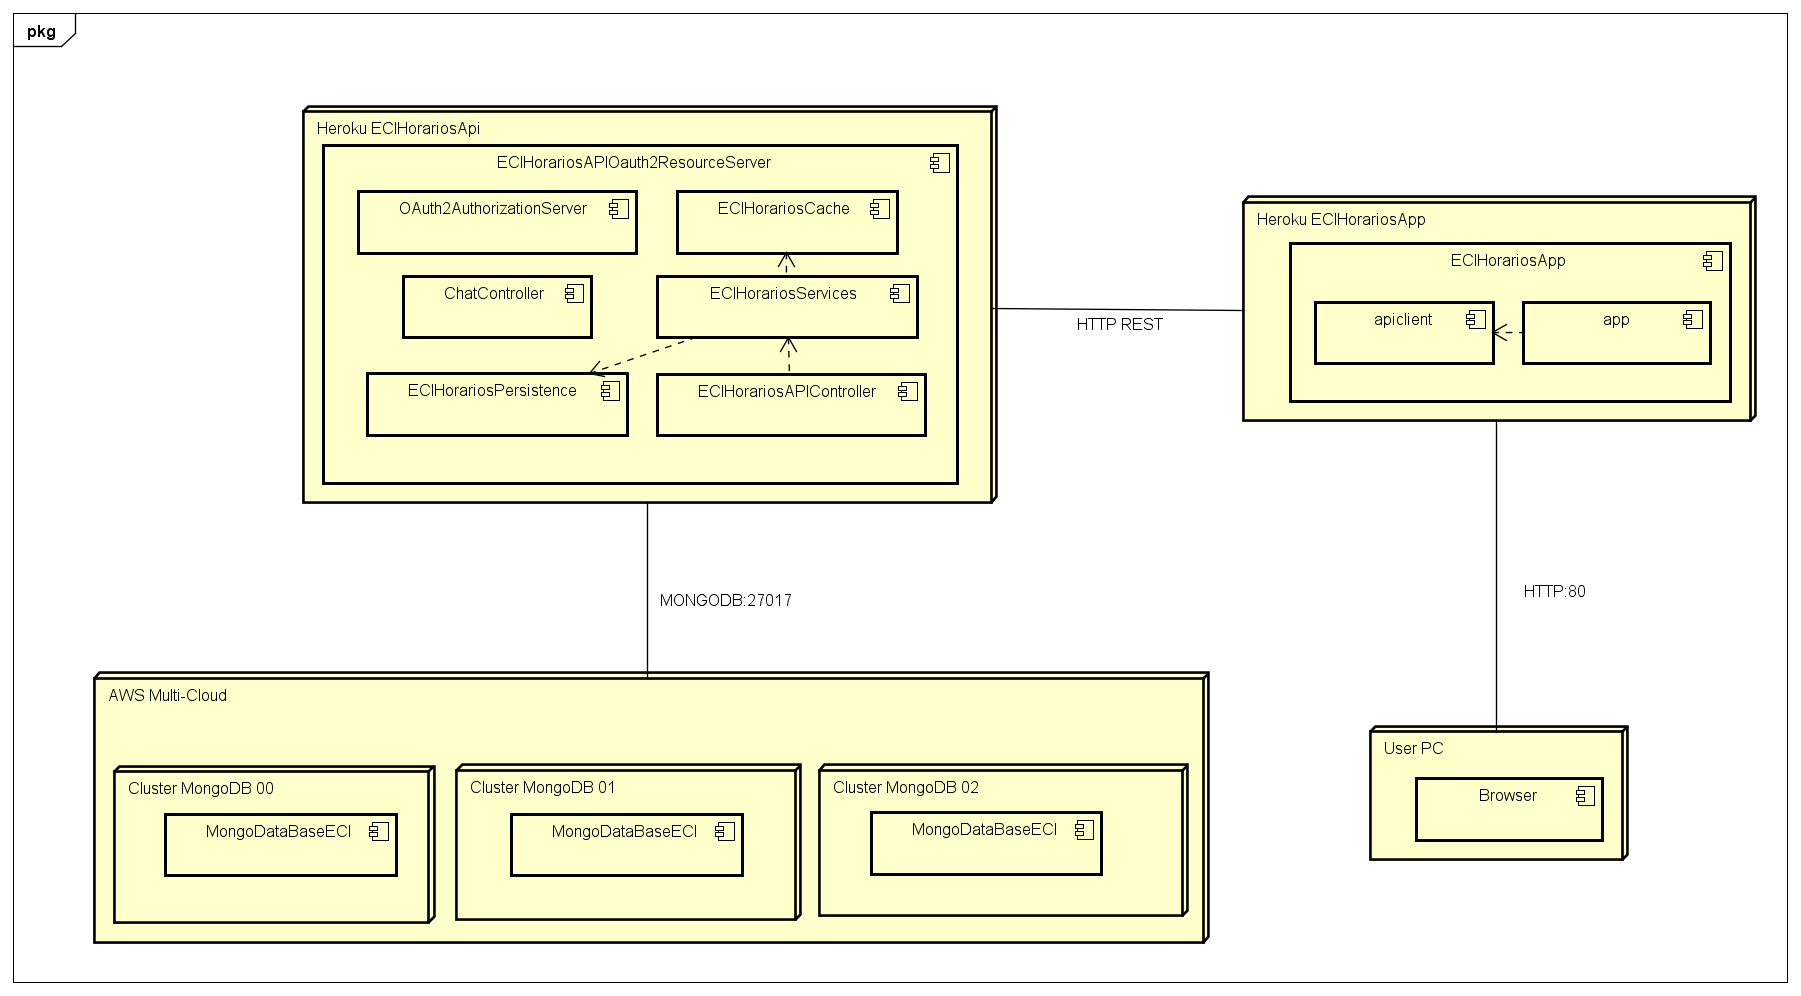 pkg
Heroku ECIHorariosApi
ECIHorariosAPIOauth2ResourceServer
OAuth2AuthorizationServer
ECIHorariosCache
ChatController
ECIHorariosServices
ECIHorariosPersistence
ECIHorariosAPIController
HTTP REST
Heroku ECIHorariosApp
ECIHorariosApp
apiclient
app
MONGODB:27017
HTTP:80
AWS Multi-Cloud
Cluster MongoDB 00
MongoDataBaseECI
Cluster MongoDB 01
MongoDataBaseECI
Cluster MongoDB 02
MongoDataBaseECI
User PC
Browser